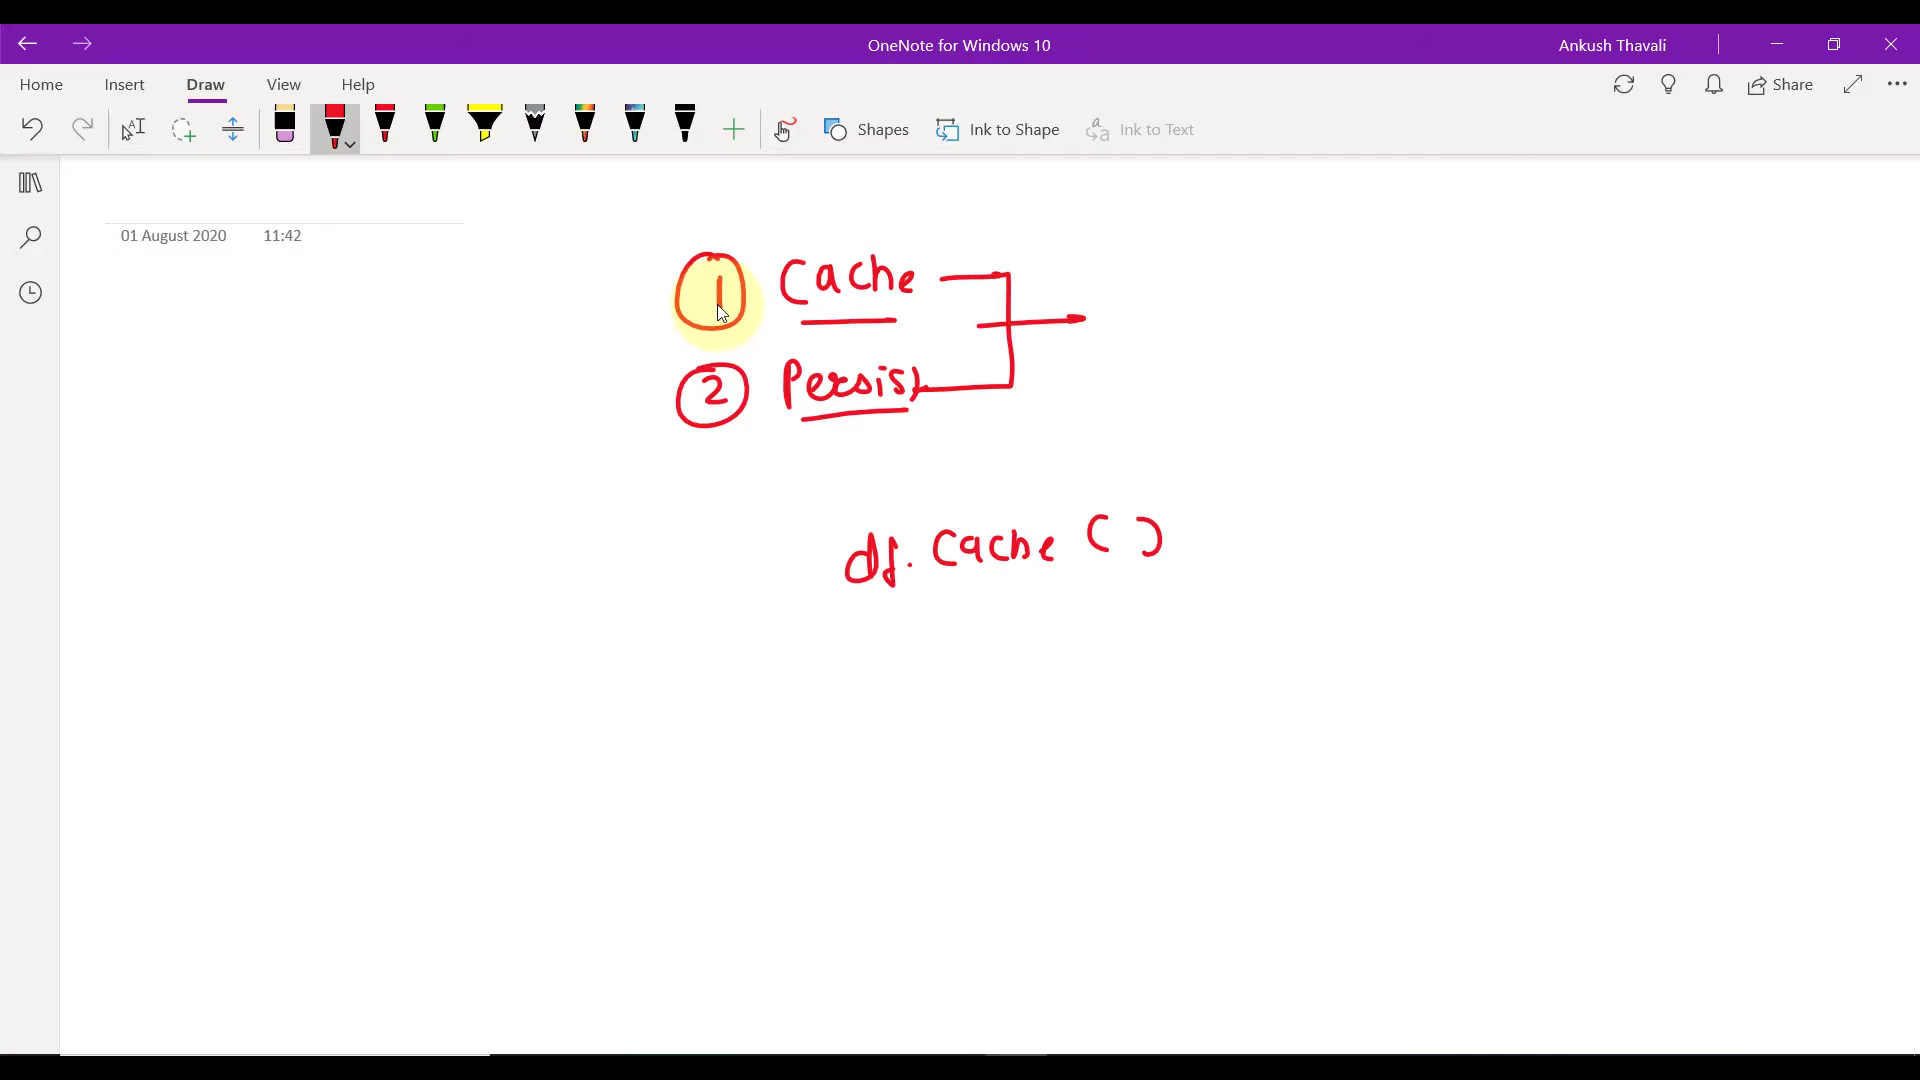 OneNote for Windows 10
Ankush Thavali
Home Insert Draw View Help
Share
Shapes Ink to Shape Ink to Text
01 August 2020 11:42
1 Cache
2 Persist
df. Cache ( )